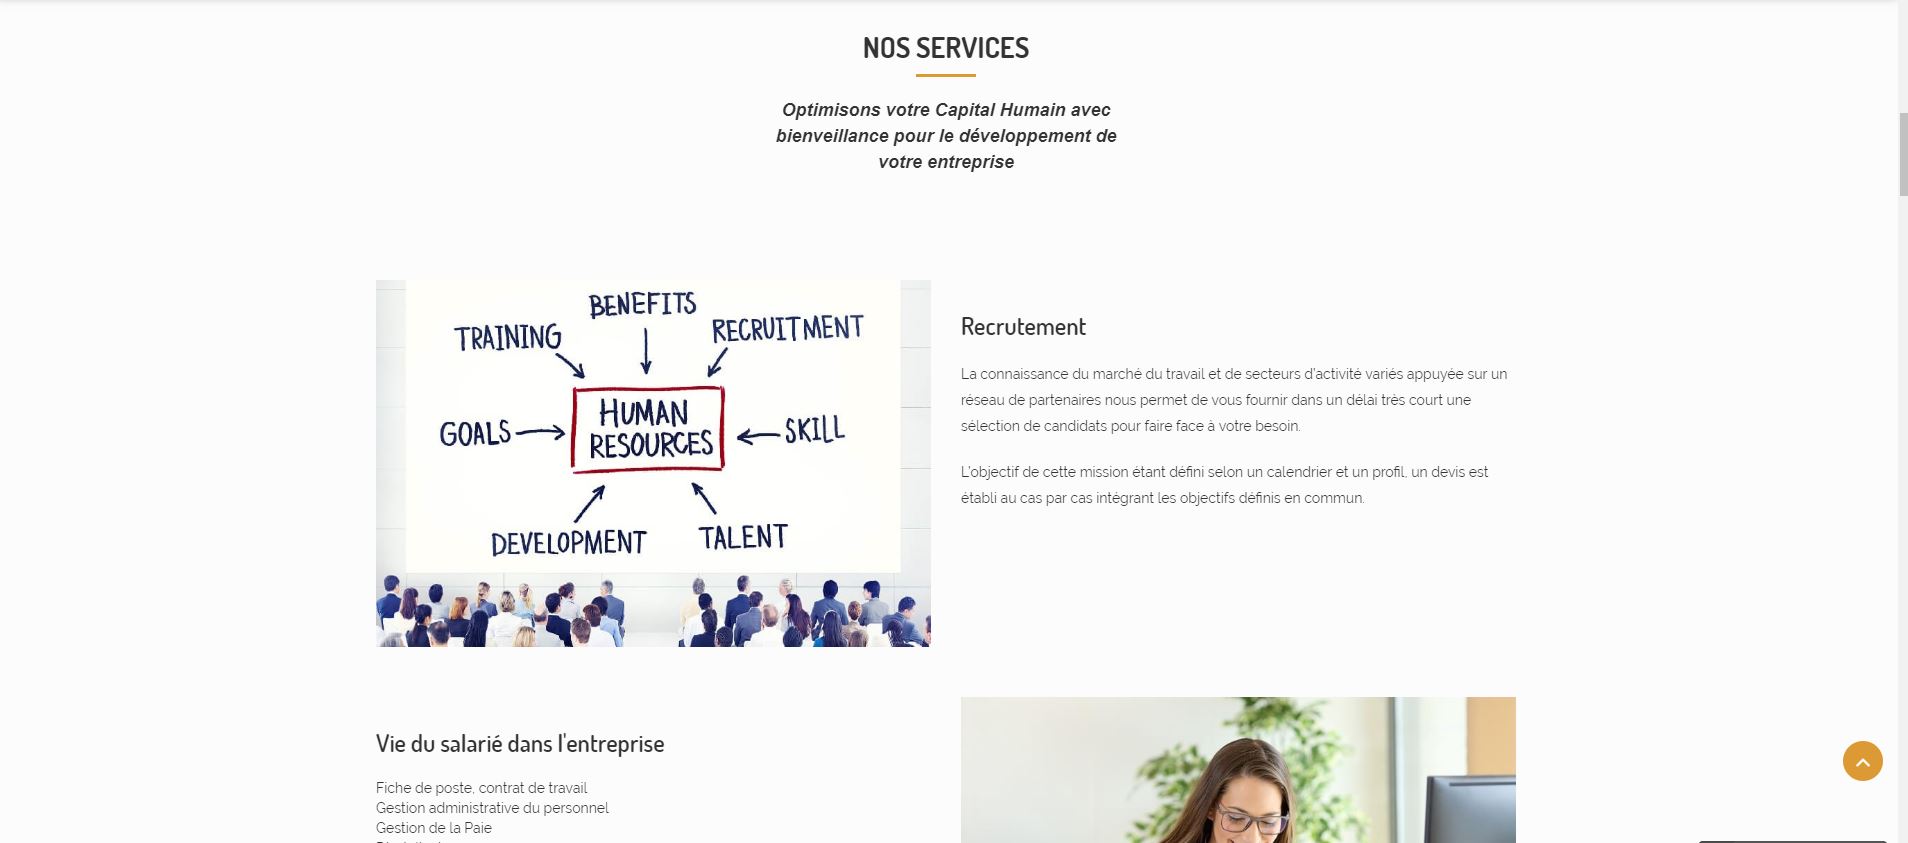 NOS SERVICES
Optimisons votre Capital Humain avec
bienveillance pour le développement de
votre entreprise
BENEFITS
TRAINING
RECRUITMENT
HUMAN
RESOURCES
GOALS
SKILL
DEVELOPMENT
TALENT
Recrutement
La connaissance du marché du travail et de secteurs d'activité variés appuyée sur un
réseau de partenaires nous permet de vous fournir dans un délai très court une
sélection de candidats pour faire face à votre besoin.
L'objectif de cette mission étant défini selon un calendrier et un profil, un devis est
établi au cas par cas intégrant les objectifs définis en commun.
Vie du salarié dans l'entreprise
Fiche de poste, contrat de travail
Gestion administrative du personnel
Gestion de la Paie